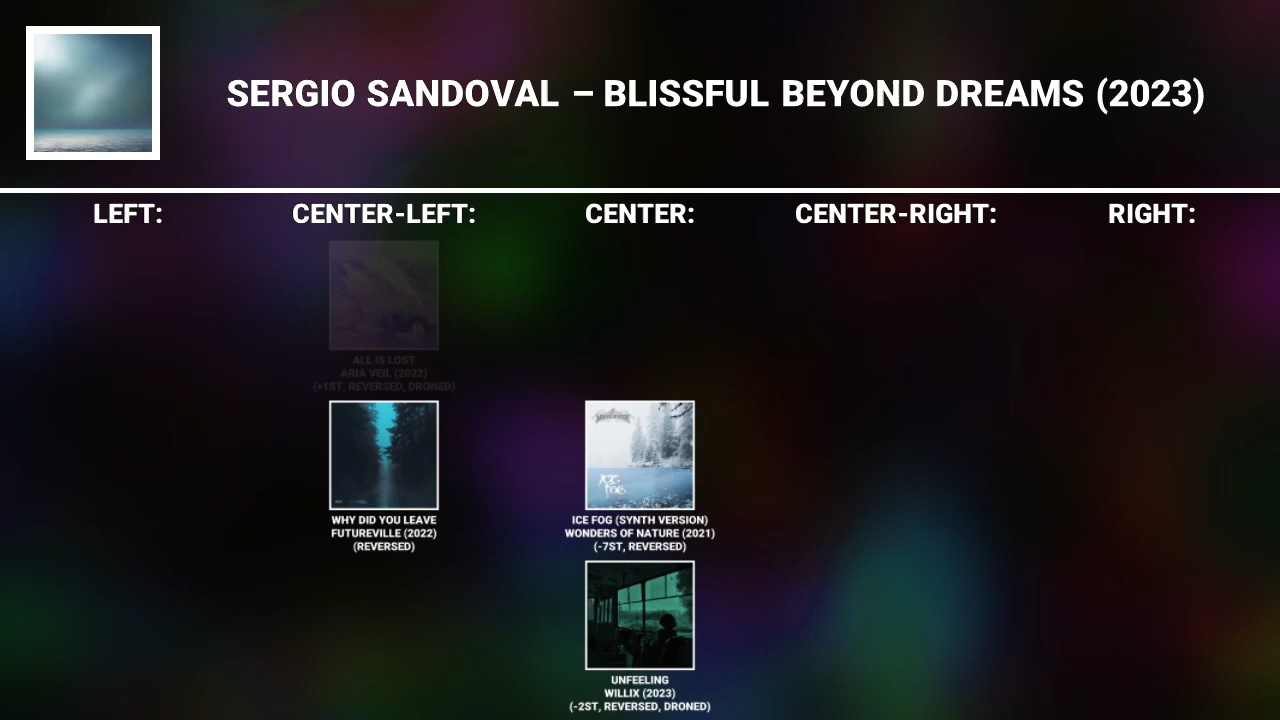 SERGIO SANDOVAL – BLISSFUL BEYOND DREAMS (2023)
LEFT:
CENTER-LEFT:
CENTER:
CENTER-RIGHT:
RIGHT:
ALL IS LOST
ARIA VEIL (2022)
(+1ST, REVERSED, DRONED)
WHY DID YOU LEAVE
FUTUREVILLE (2022)
(REVERSED)
ICE FOG
ICE FOG (SYNTH VERSION)
WONDERS OF NATURE (2021)
(-7ST, REVERSED)
UNFEELING
WILLIX (2023)
(-2ST, REVERSED, DRONED)